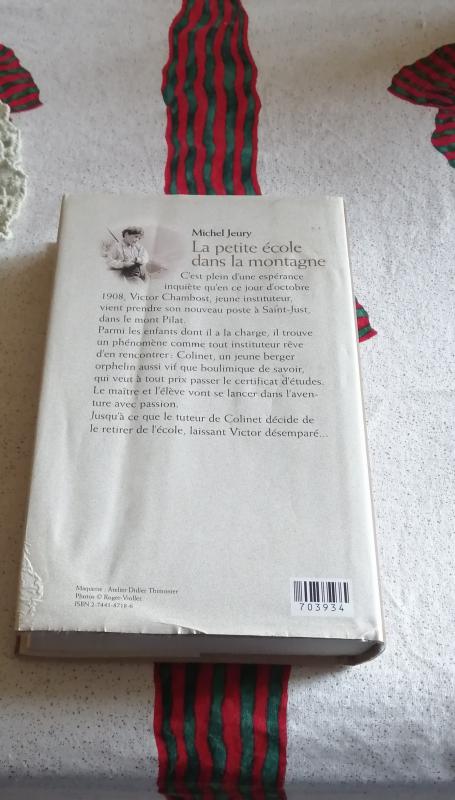 Michel Jeury
La petite école
dans la montagne
C'est plein d'une espérance
inquiète qu'en ce jour d'octobre
1908, Victor Chambost, jeune instituteur,
vient prendre son nouveau poste à Saint-Just,
dans le mont Pilat.
Parmi les enfants dont il a la charge, il trouve
un phénomène comme tout instituteur rêve
d'en rencontrer : Colinet, un jeune berger
orphelin aussi vif que boulimique de savoir,
qui veut à tout prix passer le certificat d'études.
Le maître et l'élève vont se lancer dans l'aven-
ture avec passion.
Jusqu'à ce que le tuteur de Colinet décide de
le retirer de l'école, laissant Victor désemparé...
Maquette : Atelier Didier Thimonier
Photos © Roger-Viollet
ISBN 2-7441-8718-6
703934